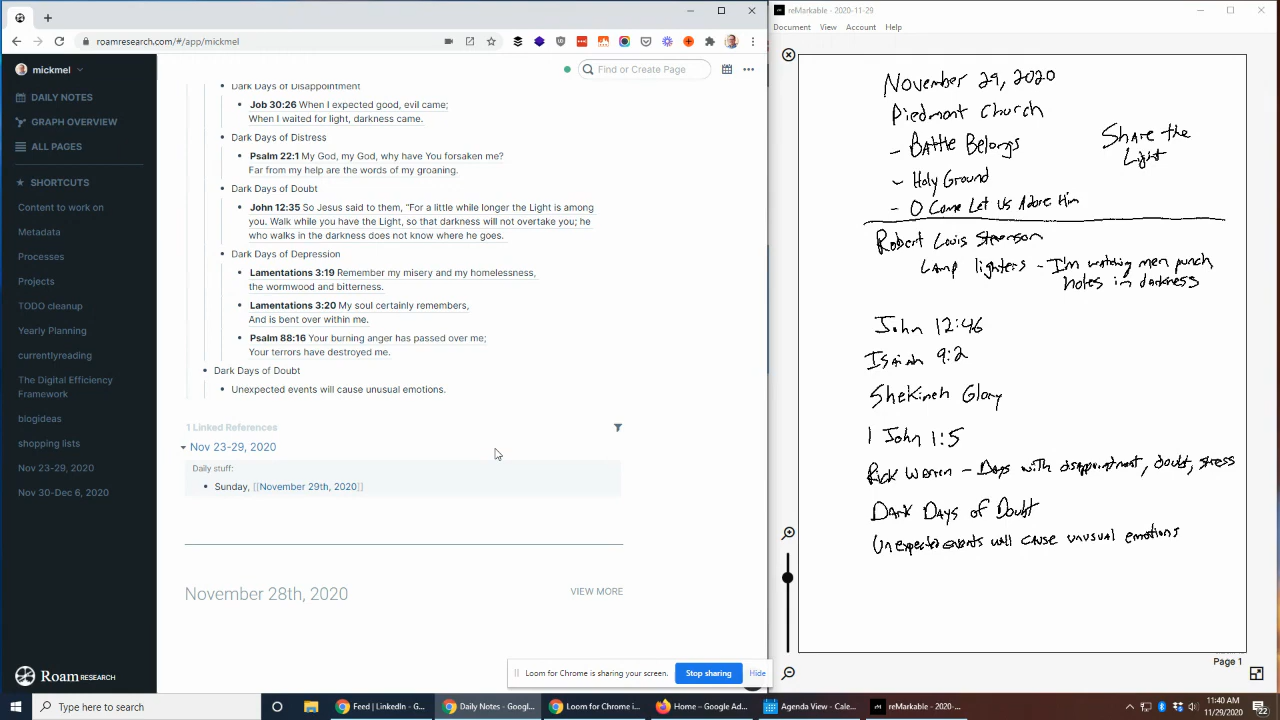 roamresearch.com/#/app/mickmel
mickmel
DAILY NOTES
GRAPH OVERVIEW
ALL PAGES
SHORTCUTS
Content to work on
Metadata
Processes
Projects
TODO cleanup
Yearly Planning
currentlyreading
The Digital Efficiency
Framework
blogideas
shopping lists
Nov 23-29, 2020
Nov 30-Dec 6, 2020
RoamRESEARCH
Find or Create Page
Dark Days of Disappointment
Job 30:26 When I expected good, evil came;
When I waited for light, darkness came.
Dark Days of Distress
Psalm 22:1 My God, my God, why have You forsaken me?
Far from my help are the words of my groaning.
Dark Days of Doubt
John 12:35 So Jesus said to them, “For a little while longer the Light is among
you. Walk while you have the Light, so that darkness will not overtake you; he
who walks in the darkness does not know where he goes.
Dark Days of Depression
Lamentations 3:19 Remember my misery and my homelessness,
the wormwood and bitterness.
Lamentations 3:20 My soul certainly remembers,
And is bent over within me.
Psalm 88:16 Your burning anger has passed over me;
Your terrors have destroyed me.
Dark Days of Doubt
Unexpected events will cause unusual emotions.
1 Linked References
Nov 23-29, 2020
Daily stuff:
Sunday, [[November 29th, 2020]]
November 28th, 2020
VIEW MORE
Loom for Chrome is sharing your screen.
Stop sharing
Hide
reMarkable - 2020-11-29
Document View Account Help
November 29, 2020
Piedmont Church
- Battle Belongs
Share the
Light
- Holy Ground
- O Come Let Us Adore Him
Robert Louis Stevenson
Lamp lighters - I'm watching men punch
holes in darkness
John 12:46
Isaiah 9:2
Shekineh Glory
1 John 1:5
Rick Warren - Days with disappointment, doubt, stress
Dark Days of Doubt
Unexpected events will cause unusual emotions
Page 1
Type here to search
Feed | LinkedIn - G...
Daily Notes - Googl...
Loom for Chrome i...
Home – Google Ad...
Agenda View - Cale...
reMarkable - 2020-...
11:40 AM
11/29/2020
22